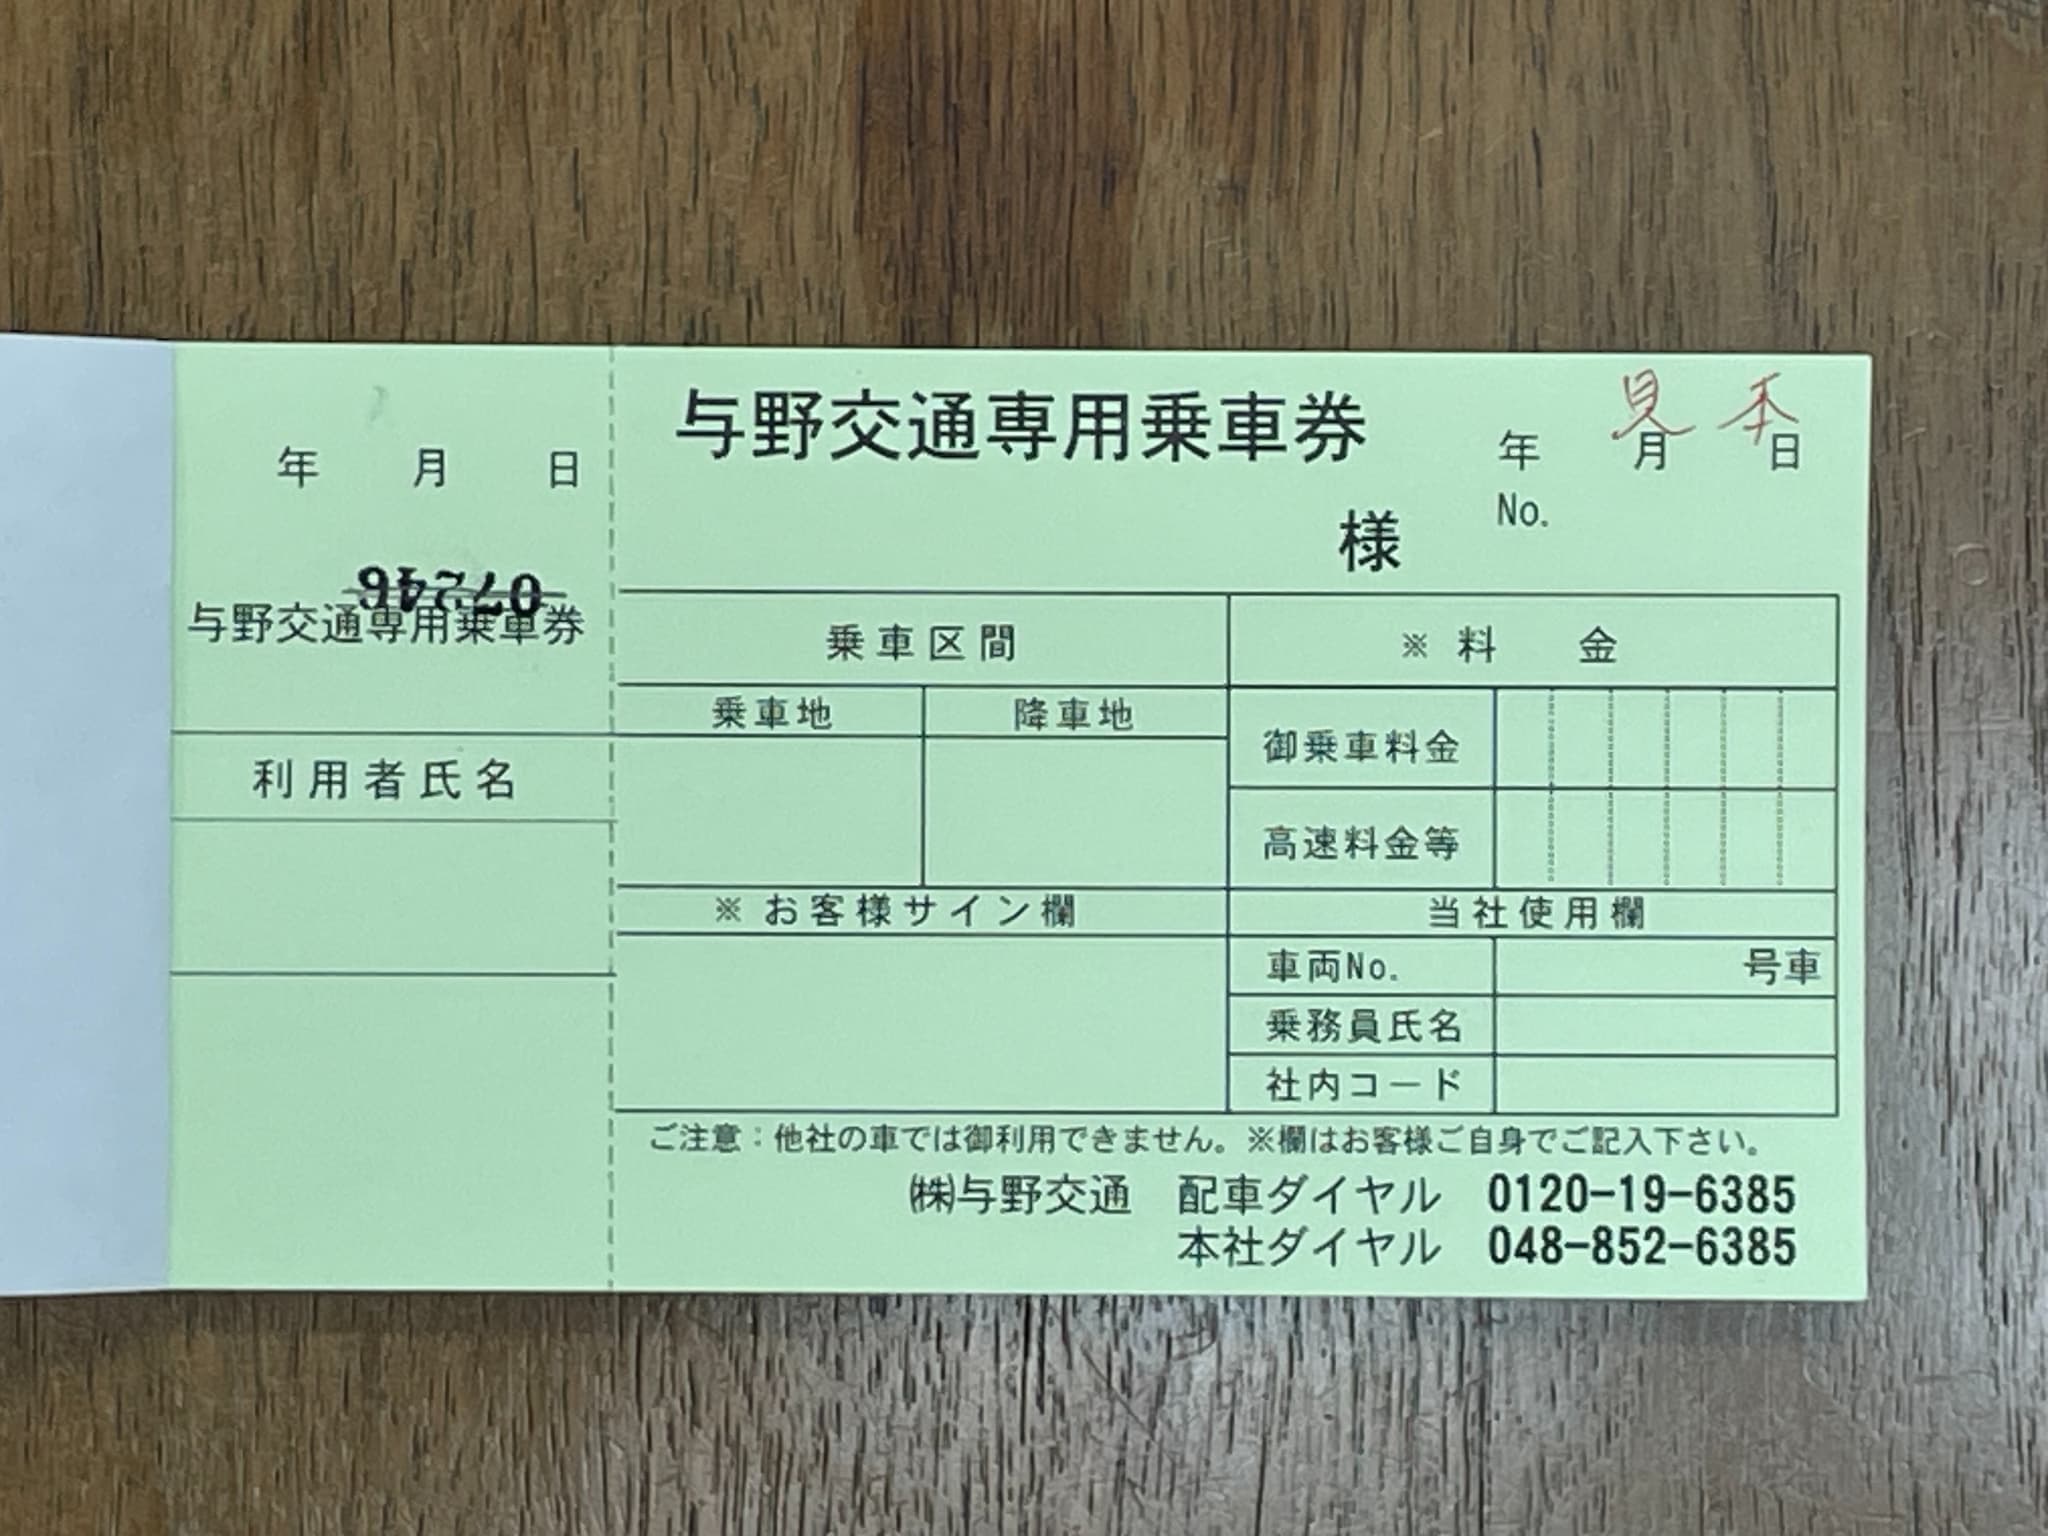 年 月 日
07246
与野交通専用乗車券
利用者氏名
与野交通専用乗車券
見本
年 月 日
No.
様
乗車区間 ※料 金
乗車地 降車地
御乗車料金
高速料金等
※お客様サイン欄 当社使用欄
車両No. 号車
乗務員氏名
社内コード
ご注意：他社の車では御利用できません。※欄はお客様ご自身でご記入下さい。
㈱与野交通 配車ダイヤル 0120-19-6385
本社ダイヤル 048-852-6385